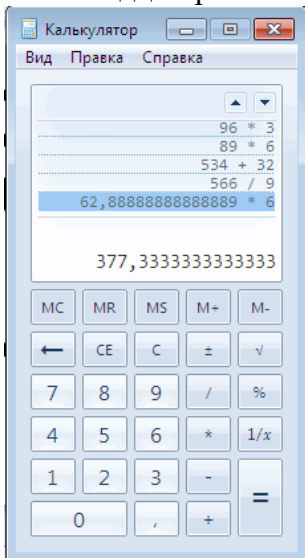 Калькулятор
Вид Правка Справка
96 * 3
89 * 6
534 + 32
566 / 9
62,88888888888889 * 6
377,3333333333333
MC MR MS M+ M-
← CE C ± √
7 8 9 / %
4 5 6 * 1/x
1 2 3 - =
0 , +